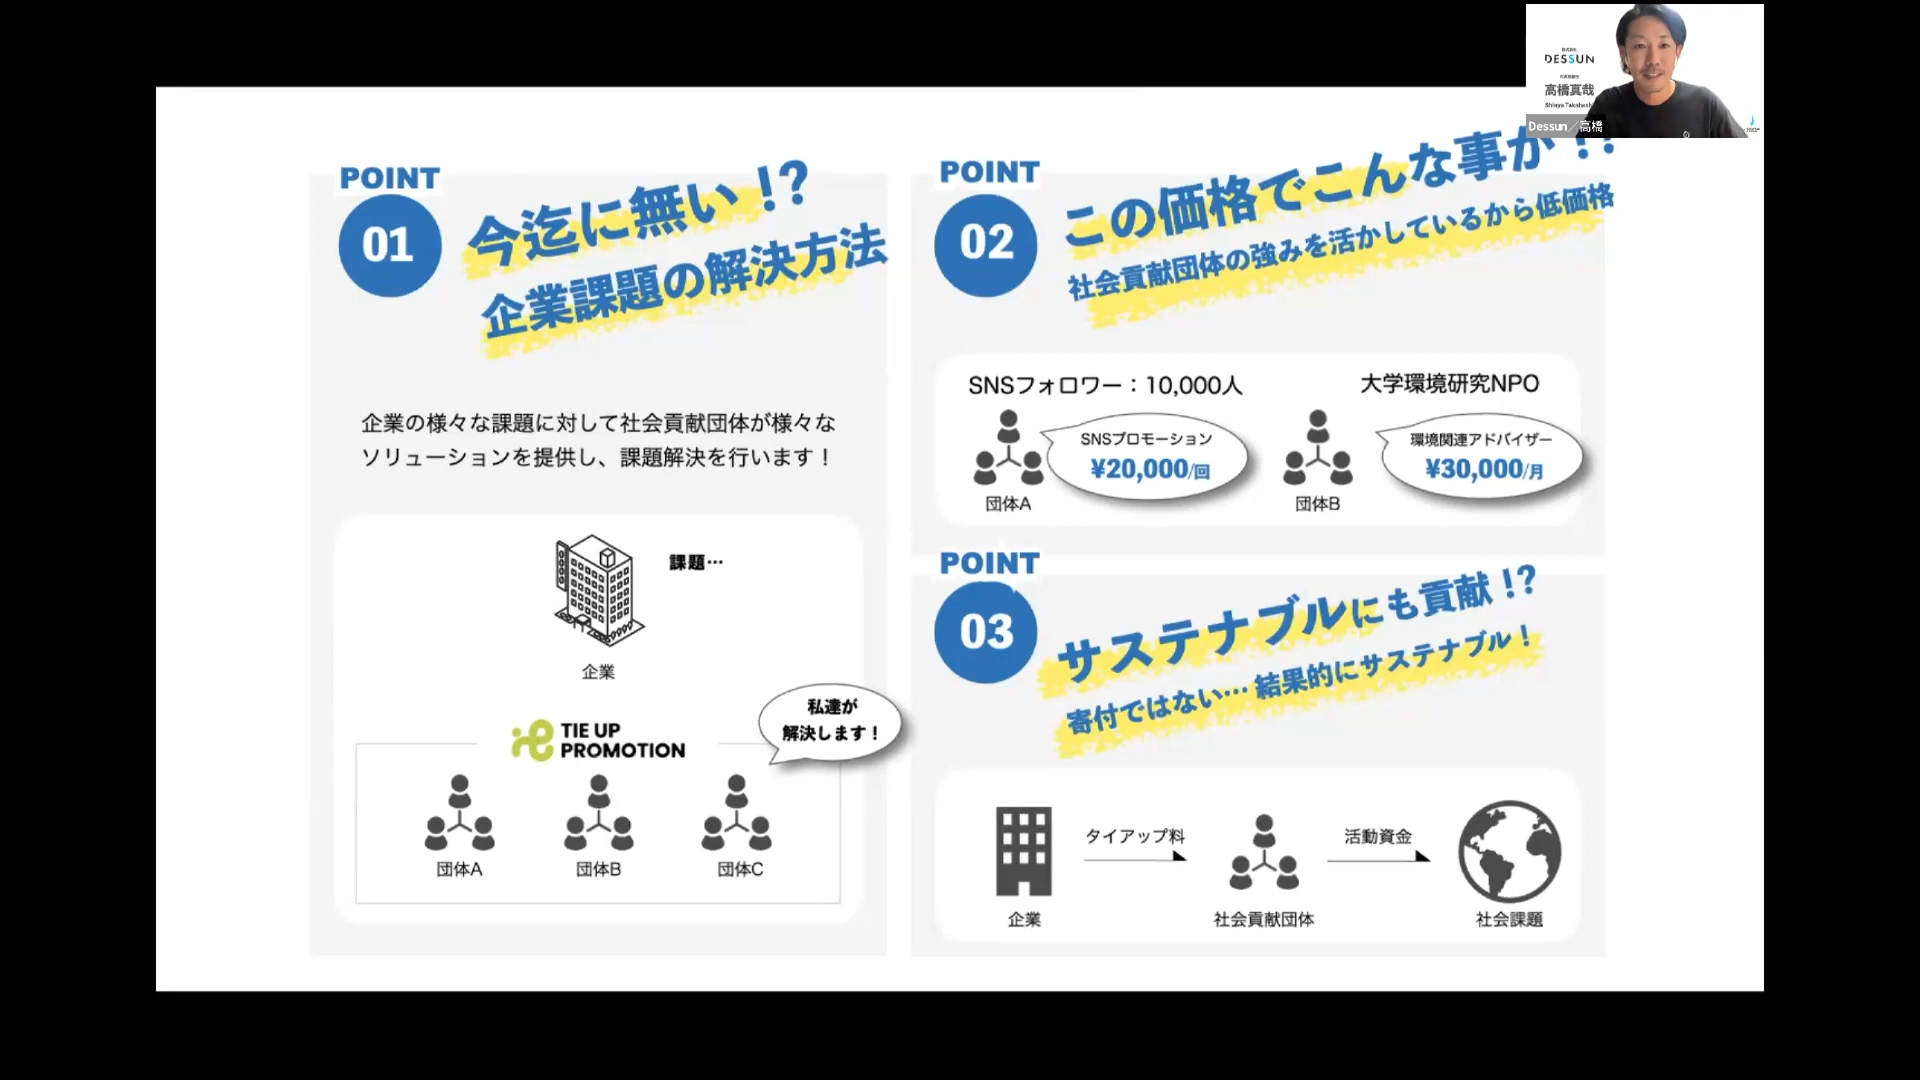 株式会社
DESSUN
代表取締役
高橋真哉
Shinya Takahashi
Dessun／高橋
POINT
01
今迄に無い!?
企業課題の解決方法
企業の様々な課題に対して社会貢献団体が様々な
ソリューションを提供し、課題解決を行います！
課題…
企業
私達が
解決します！
TIE UP
PROMOTION
団体A
団体B
団体C
POINT
02
この価格でこんな事が!?
社会貢献団体の強みを活かしているから低価格
SNSフォロワー：10,000人
SNSプロモーション
¥20,000/回
団体A
大学環境研究NPO
環境関連アドバイザー
¥30,000/月
団体B
POINT
03
サステナブルにも貢献!?
寄付ではない… 結果的にサステナブル！
タイアップ料
活動資金
企業
社会貢献団体
社会課題